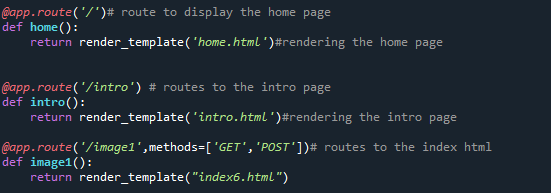 @app.route('/')# route to display the home page
def home():
    return render_template('home.html')#rendering the home page
@app.route('/intro') # routes to the intro page
def intro():
    return render_template('intro.html')#rendering the intro page
@app.route('/image1',methods=['GET','POST'])# routes to the index html
def image1():
    return render_template("index6.html")